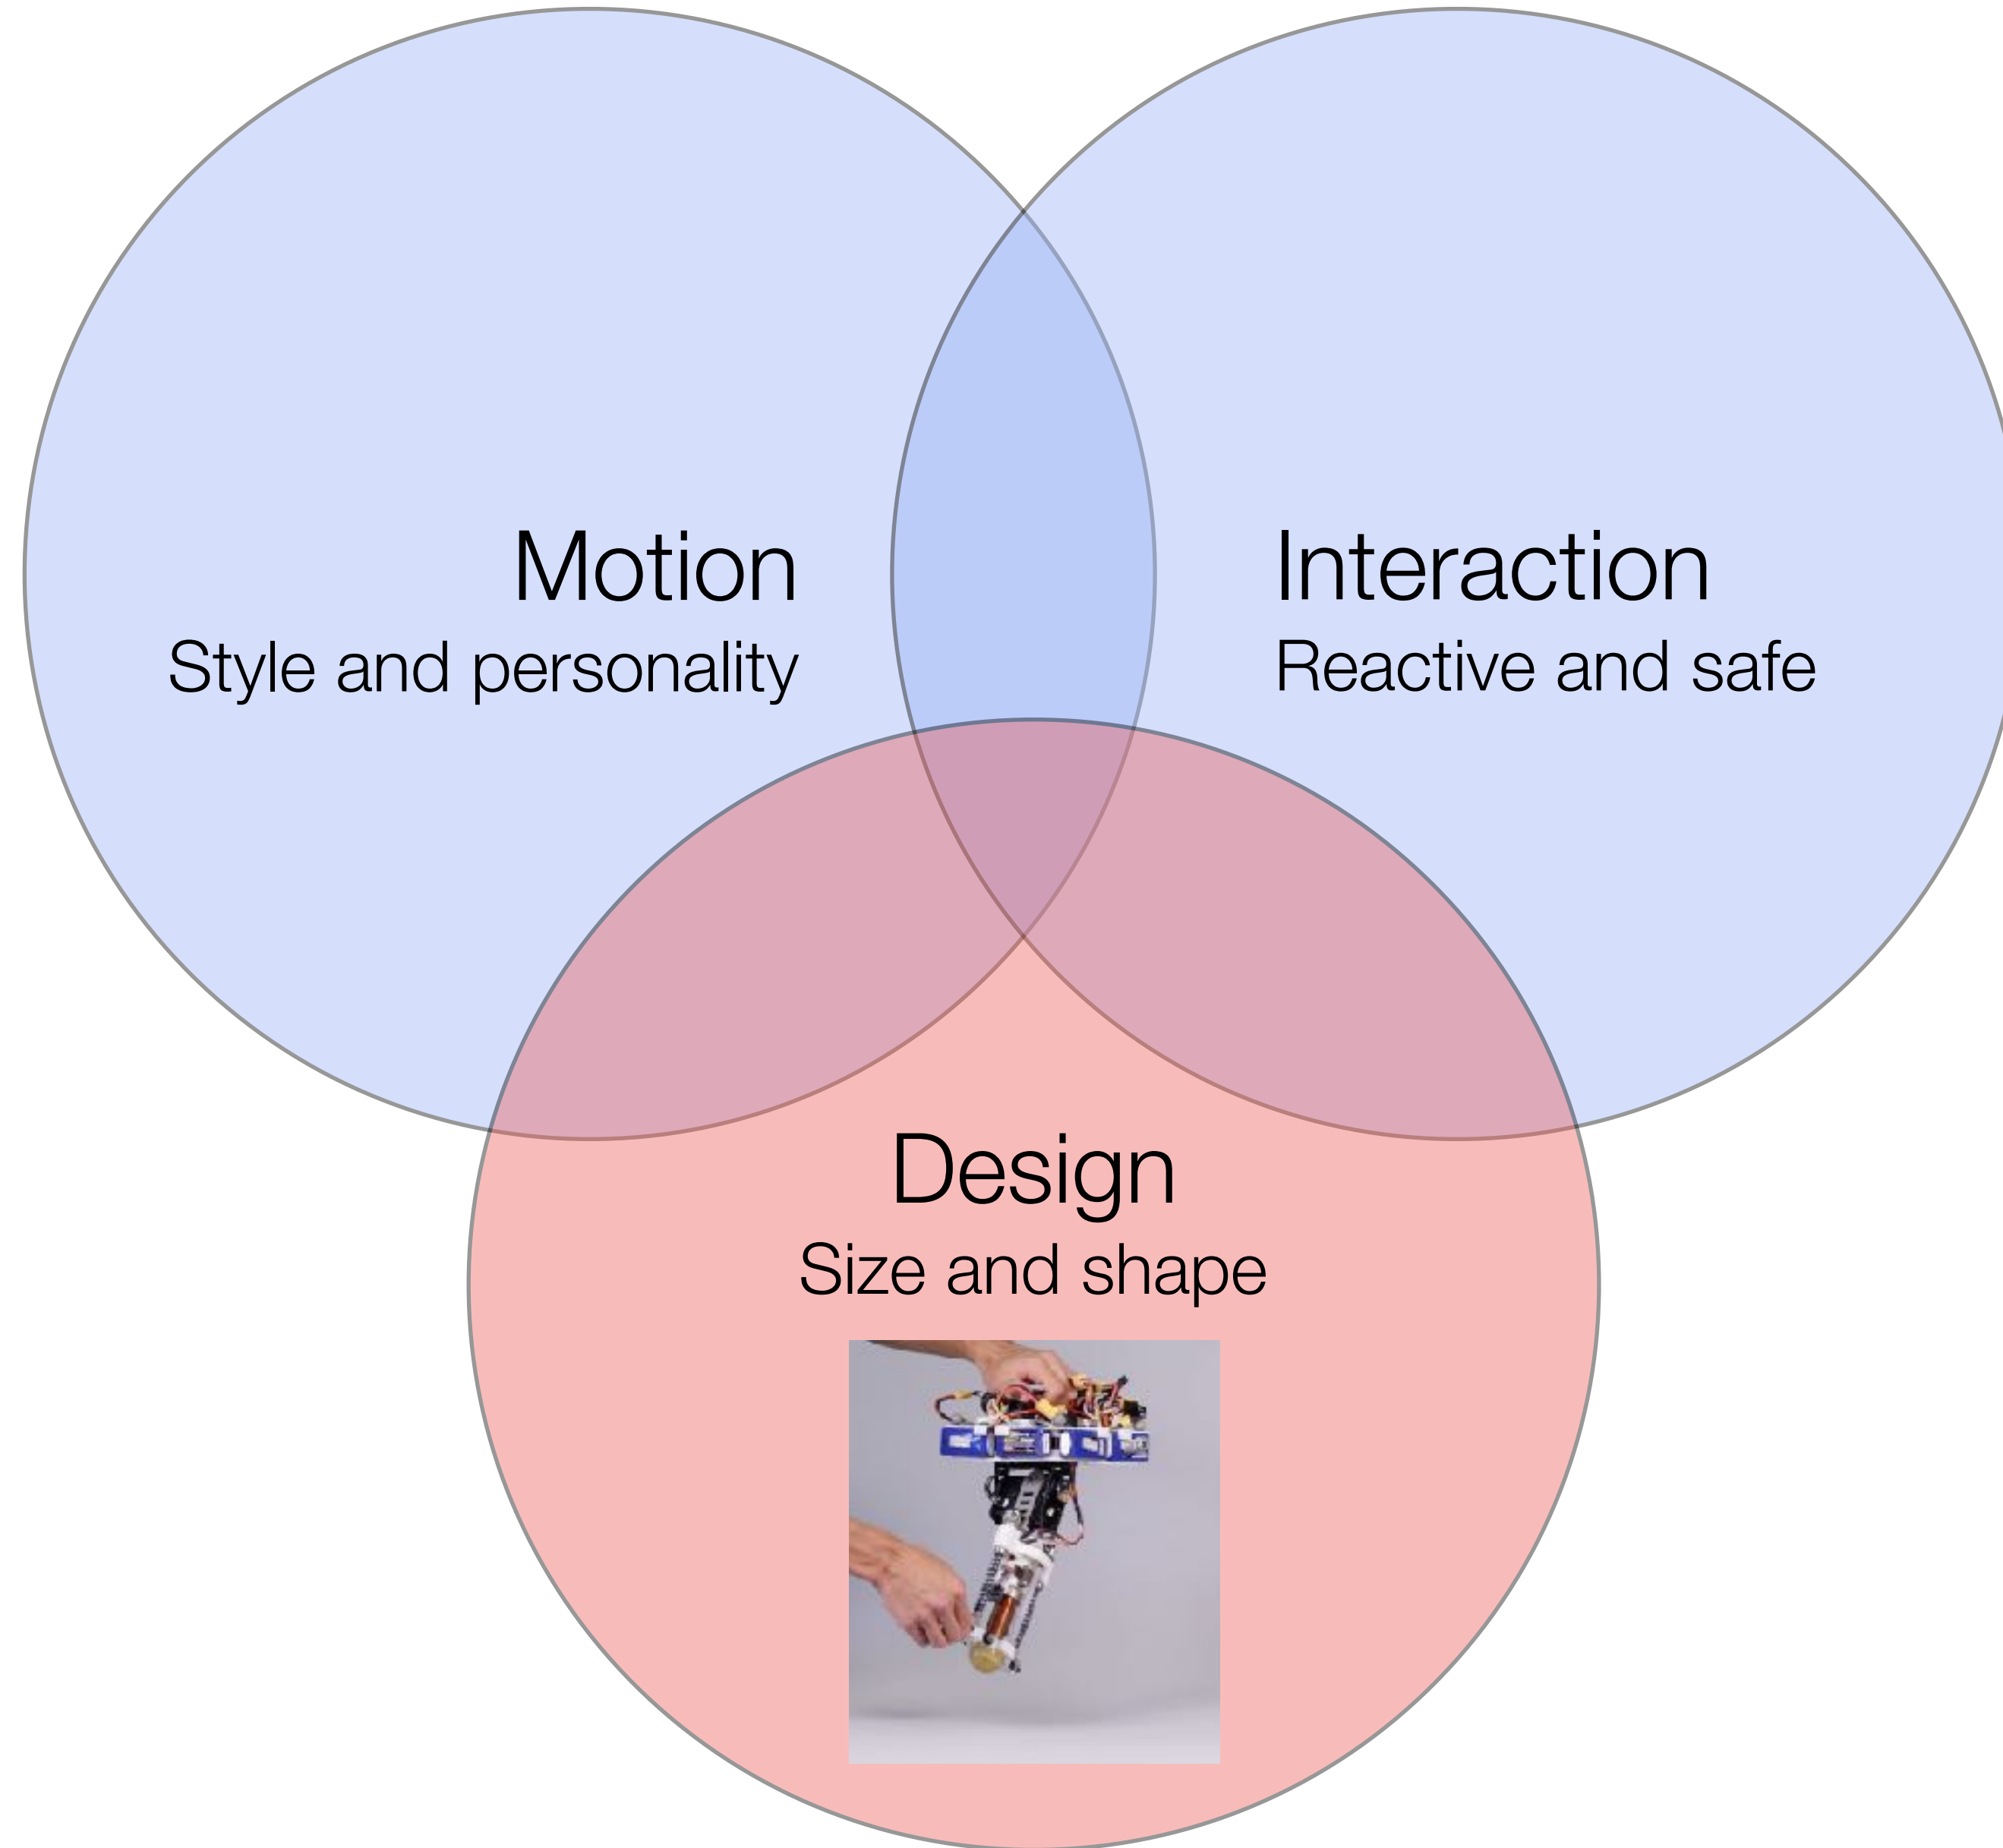 Motion
Style and personality
Interaction
Reactive and safe
Design
Size and shape